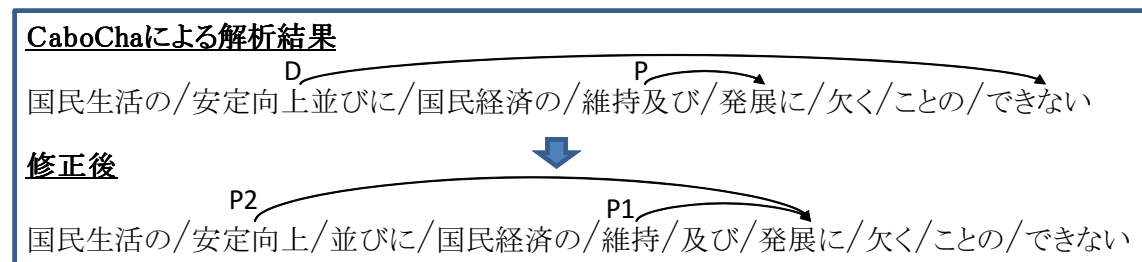 CaboChaによる解析結果
D P
国民生活の/安定向上並びに/国民経済の/維持及び/発展に/欠く/ことの/できない
修正後
P2 P1
国民生活の/安定向上/並びに/国民経済の/維持/及び/発展に/欠く/ことの/できない